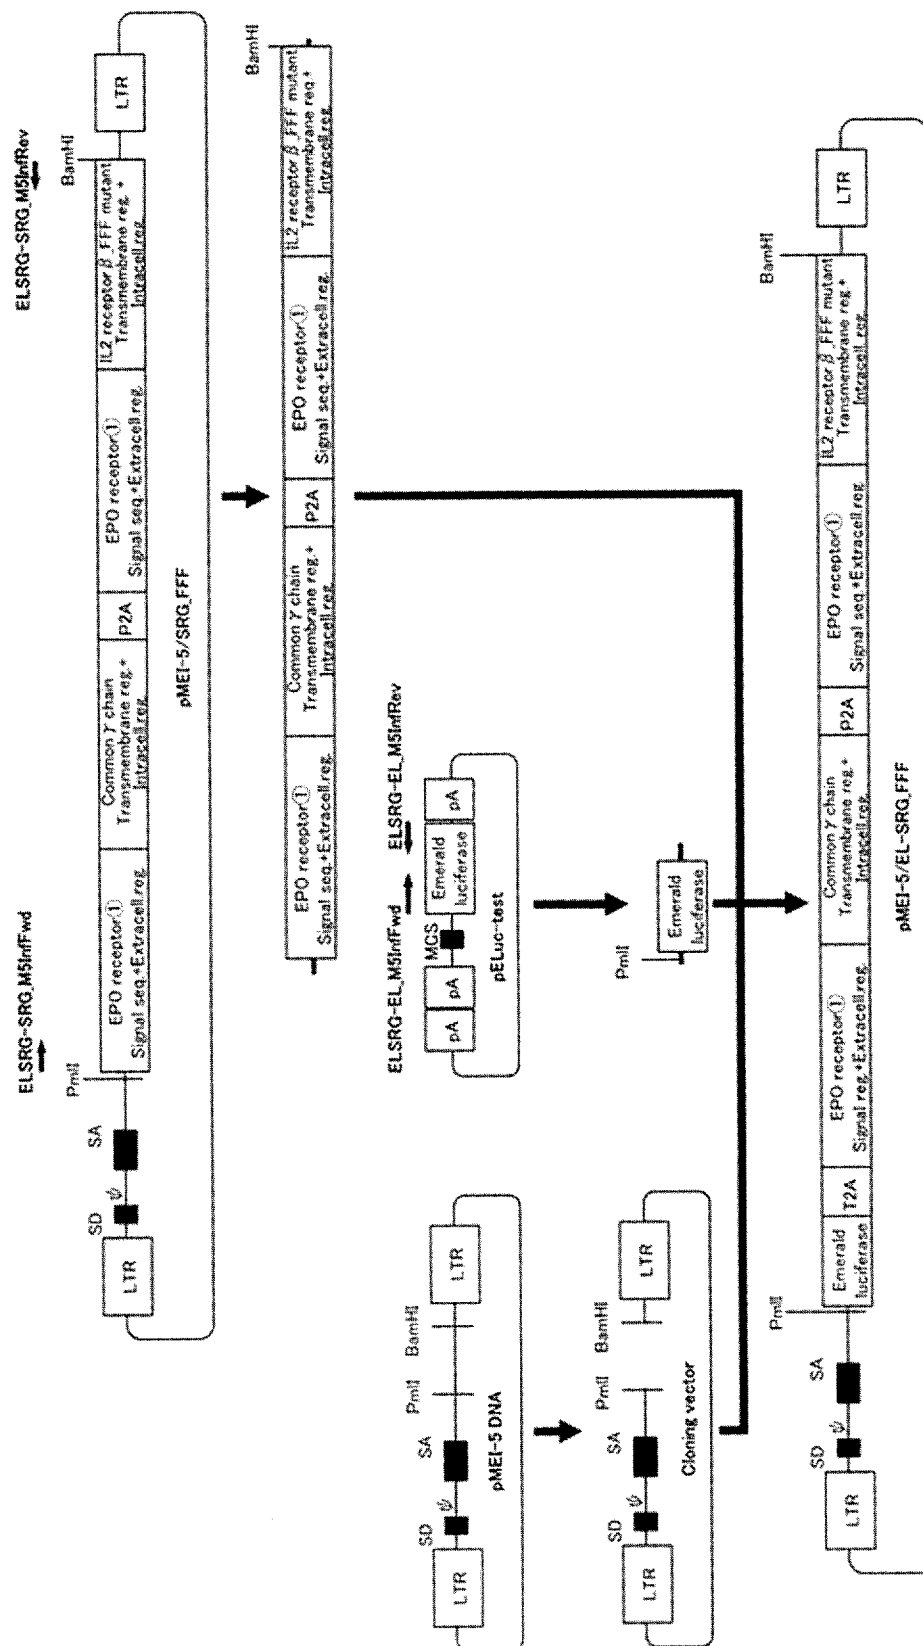 ELSRG-SRG_M5InfFwd
ELSRG-SRG_M5InfRev
PmlI
BamHI
LTR
SD
ψ
SA
EPO receptor①
Signal seq.+Extracell.reg.
Common γ chain
Transmembrane reg.+
Intracell.reg.
P2A
EPO receptor①
Signal seq.+Extracell.reg.
IL2 receptor β_FFF mutant
Transmembrane reg.+
Intracell.reg.
LTR
pMEI-5/SRG_FFF
BamHI
EPO receptor①
Signal seq.+Extracell.reg.
Common γ chain
Transmembrane reg.+
Intracell.reg.
P2A
EPO receptor①
Signal seq.+Extracell.reg.
IL2 receptor β_FFF mutant
Transmembrane reg.+
Intracell.reg.
LTR
SD
ψ
SA
PmlI
BamHI
LTR
pMEI-5 DNA
ELSRG-EL_M5InfFwd
ELSRG-EL_M5InfRev
pA
pA
MCS
Emerald
luciferase
pA
pELuc-test
LTR
SD
ψ
SA
PmlI
BamHI
LTR
Cloning vector
PmlI
Emerald
luciferase
PmlI
BamHI
LTR
SD
ψ
SA
Emerald
luciferase
T2A
EPO receptor①
Signal reg.+Extracell.reg.
Common γ chain
Transmembrane reg.+
Intracell.reg.
P2A
EPO receptor①
Signal seq.+Extracell.reg.
IL2 receptor β_FFF mutant
Transmembrane reg.+
Intracell.reg.
LTR
pMEI-5/EL-SRG_FFF